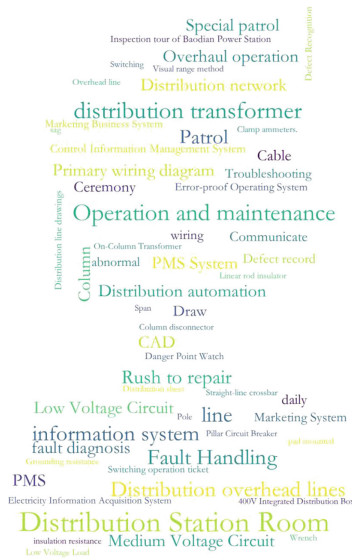 Special patrol
Defect Recognition
Inspection tour of Baodian Power Station
Overhaul operation
Switching
Visual range method
Overhead line
Distribution network
distribution transformer
Marketing Business System
sag
Clamp ammeters.
Patrol
Control Information Management System
Cable
Primary wiring diagram
Troubleshooting
Ceremony
Error-proof Operating System
Distribution line drawings
Operation and maintenance
wiring
Communicate
On-Column Transformer
Column
abnormal
PMS System
Defect record
Linear rod insulator
Distribution automation
Span
Draw
Column disconnector
CAD
Danger Point Watch
Rush to repair
Distribution
Straight-line crossbar
daily
Low Voltage Circuit
Pole
line
Marketing System
information system
Pillar Circuit Breaker
pad mounted
fault diagnosis
Fault Handling
Grounding resistance
Switching operation ticket
PMS
Distribution overhead lines
Electricity Information Acquisition System
400V Integrated Distribution Box
Distribution Station Room
insulation resistance
Medium Voltage Circuit
Wrench
Low Voltage Load